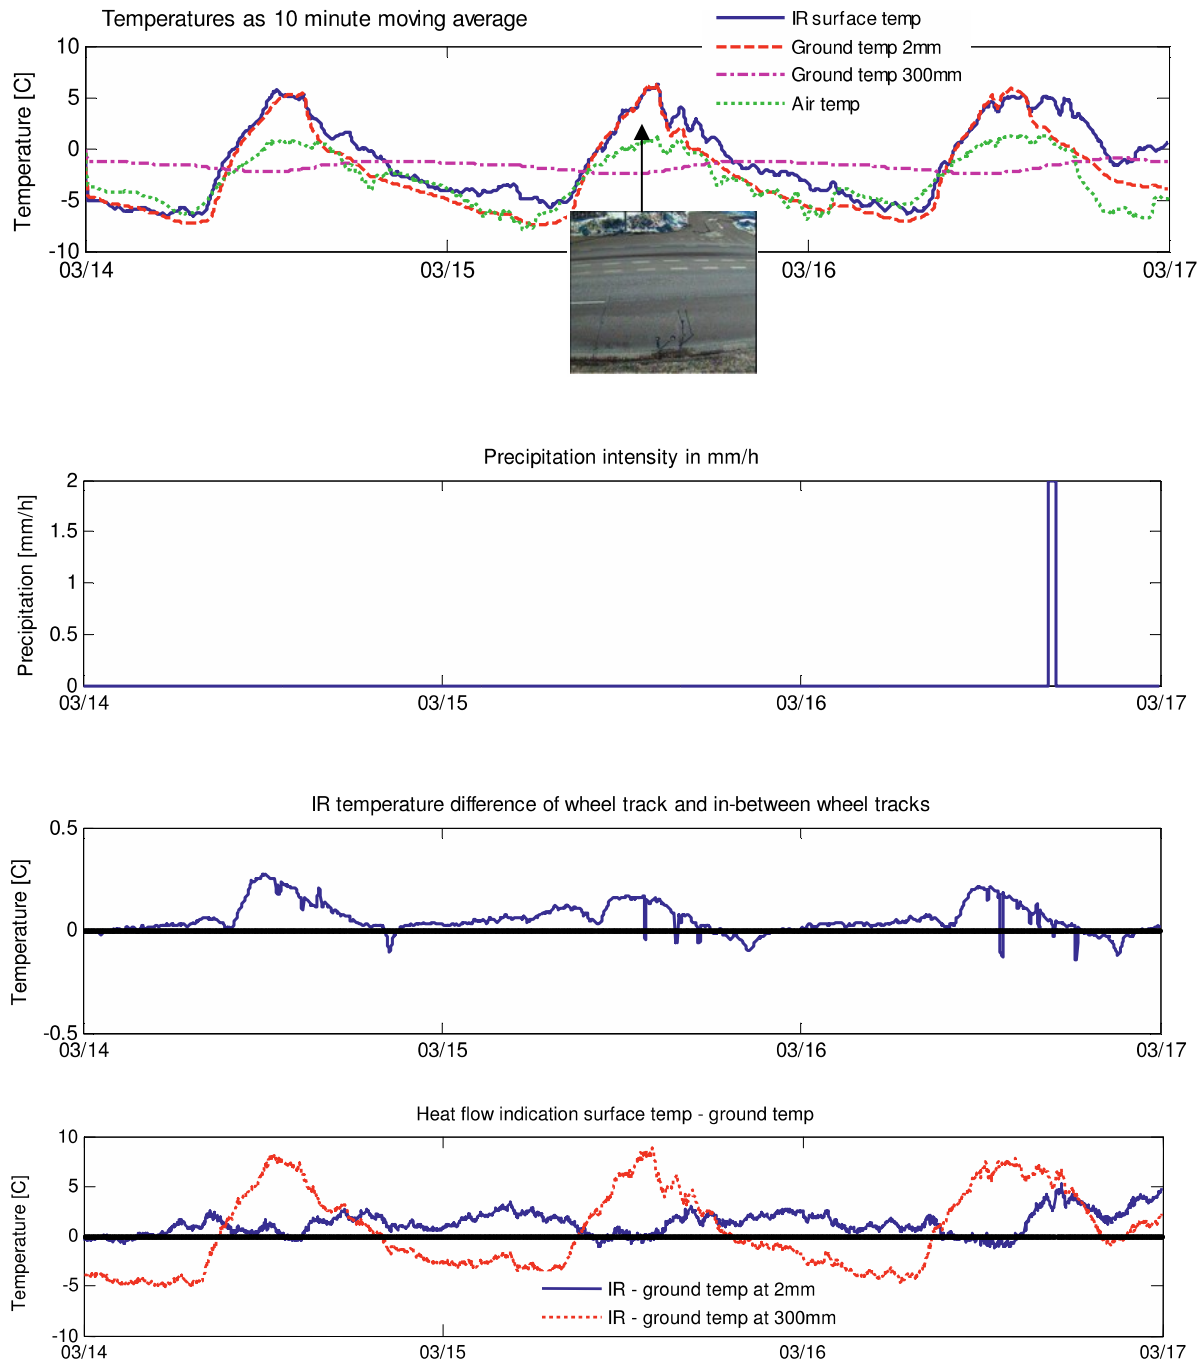 Temperatures as 10 minute moving average
IR surface temp
Ground temp 2mm
Ground temp 300mm
Air temp
Temperature [C]
10
5
0
-5
-10
03/14
03/15
03/16
03/17
Precipitation intensity in mm/h
Precipitation [mm/h]
2
1.5
1
0.5
0
03/14
03/15
03/16
03/17
IR temperature difference of wheel track and in-between wheel tracks
Temperature [C]
0.5
0
-0.5
03/14
03/15
03/16
03/17
Heat flow indication surface temp - ground temp
Temperature [C]
10
5
0
-5
-10
IR - ground temp at 2mm
IR - ground temp at 300mm
03/14
03/15
03/16
03/17